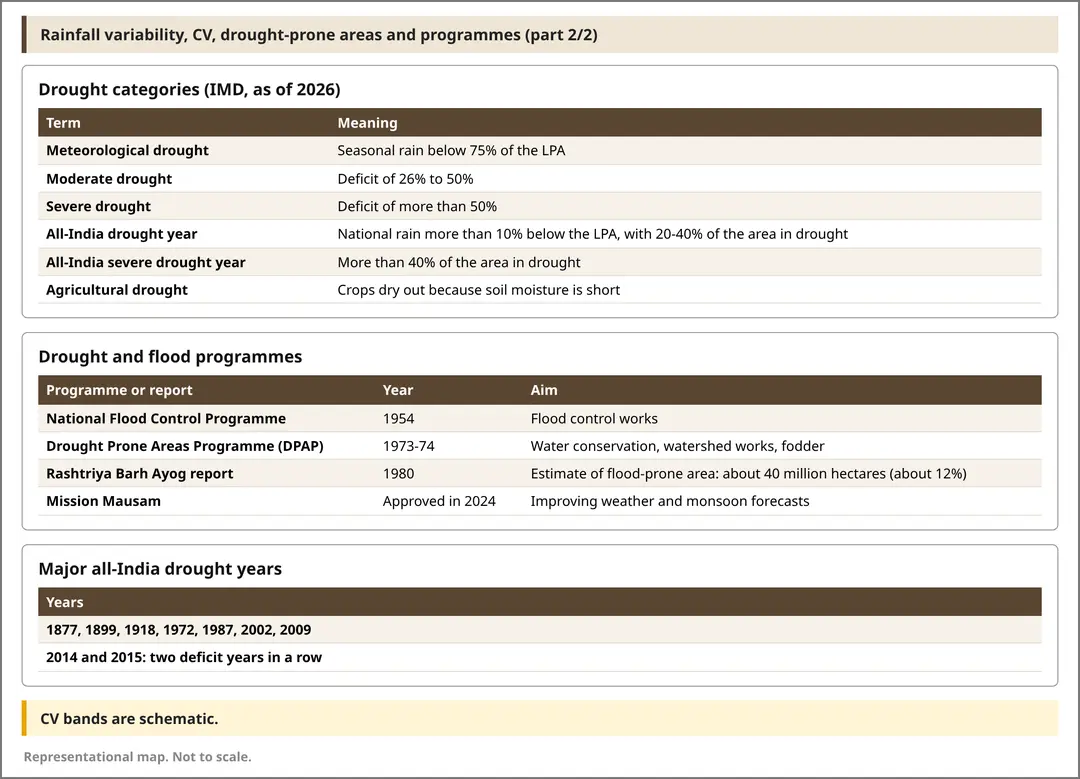 Rainfall variability, CV, drought-prone areas and programmes (part 2/2)
Drought categories (IMD, as of 2026)
Term Meaning
Meteorological drought Seasonal rain below 75% of the LPA
Moderate drought Deficit of 26% to 50%
Severe drought Deficit of more than 50%
All-India drought year National rain more than 10% below the LPA, with 20-40% of the area in drought
All-India severe drought year More than 40% of the area in drought
Agricultural drought Crops dry out because soil moisture is short
Drought and flood programmes
Programme or report Year Aim
National Flood Control Programme 1954 Flood control works
Drought Prone Areas Programme (DPAP) 1973-74 Water conservation, watershed works, fodder
Rashtriya Barh Ayog report 1980 Estimate of flood-prone area: about 40 million hectares (about 12%)
Mission Mausam Approved in 2024 Improving weather and monsoon forecasts
Major all-India drought years
Years
1877, 1899, 1918, 1972, 1987, 2002, 2009
2014 and 2015: two deficit years in a row
CV bands are schematic.
Representational map. Not to scale.